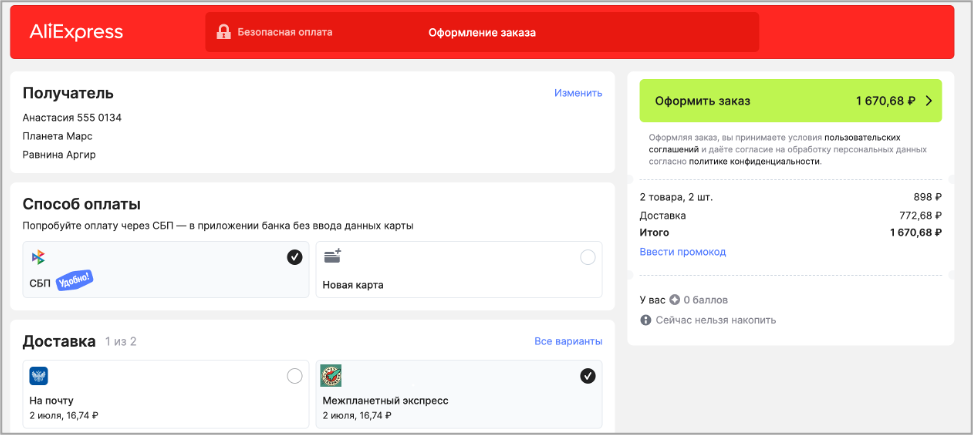 AliExpress
Безопасная оплата
Оформление заказа
Получатель
Изменить
Анастасия 555 0134
Планета Марс
Равнина Аргир
Способ оплаты
Попробуйте оплату через СБП — в приложении банка без ввода данных карты
СБП Удобно!
Новая карта
Доставка 1 из 2
Все варианты
На почту
2 июля, 16,74 ₽
Межпланетный экспресс
2 июля, 16,74 ₽
Оформить заказ 1 670,68 ₽
Оформляя заказ, вы принимаете условия пользовательских
соглашений и даёте согласие на обработку персональных данных
согласно политике конфиденциальности.
2 товара, 2 шт. 898 ₽
Доставка 772,68 ₽
Итого 1 670,68 ₽
Ввести промокод
У вас 0 баллов
Сейчас нельзя накопить